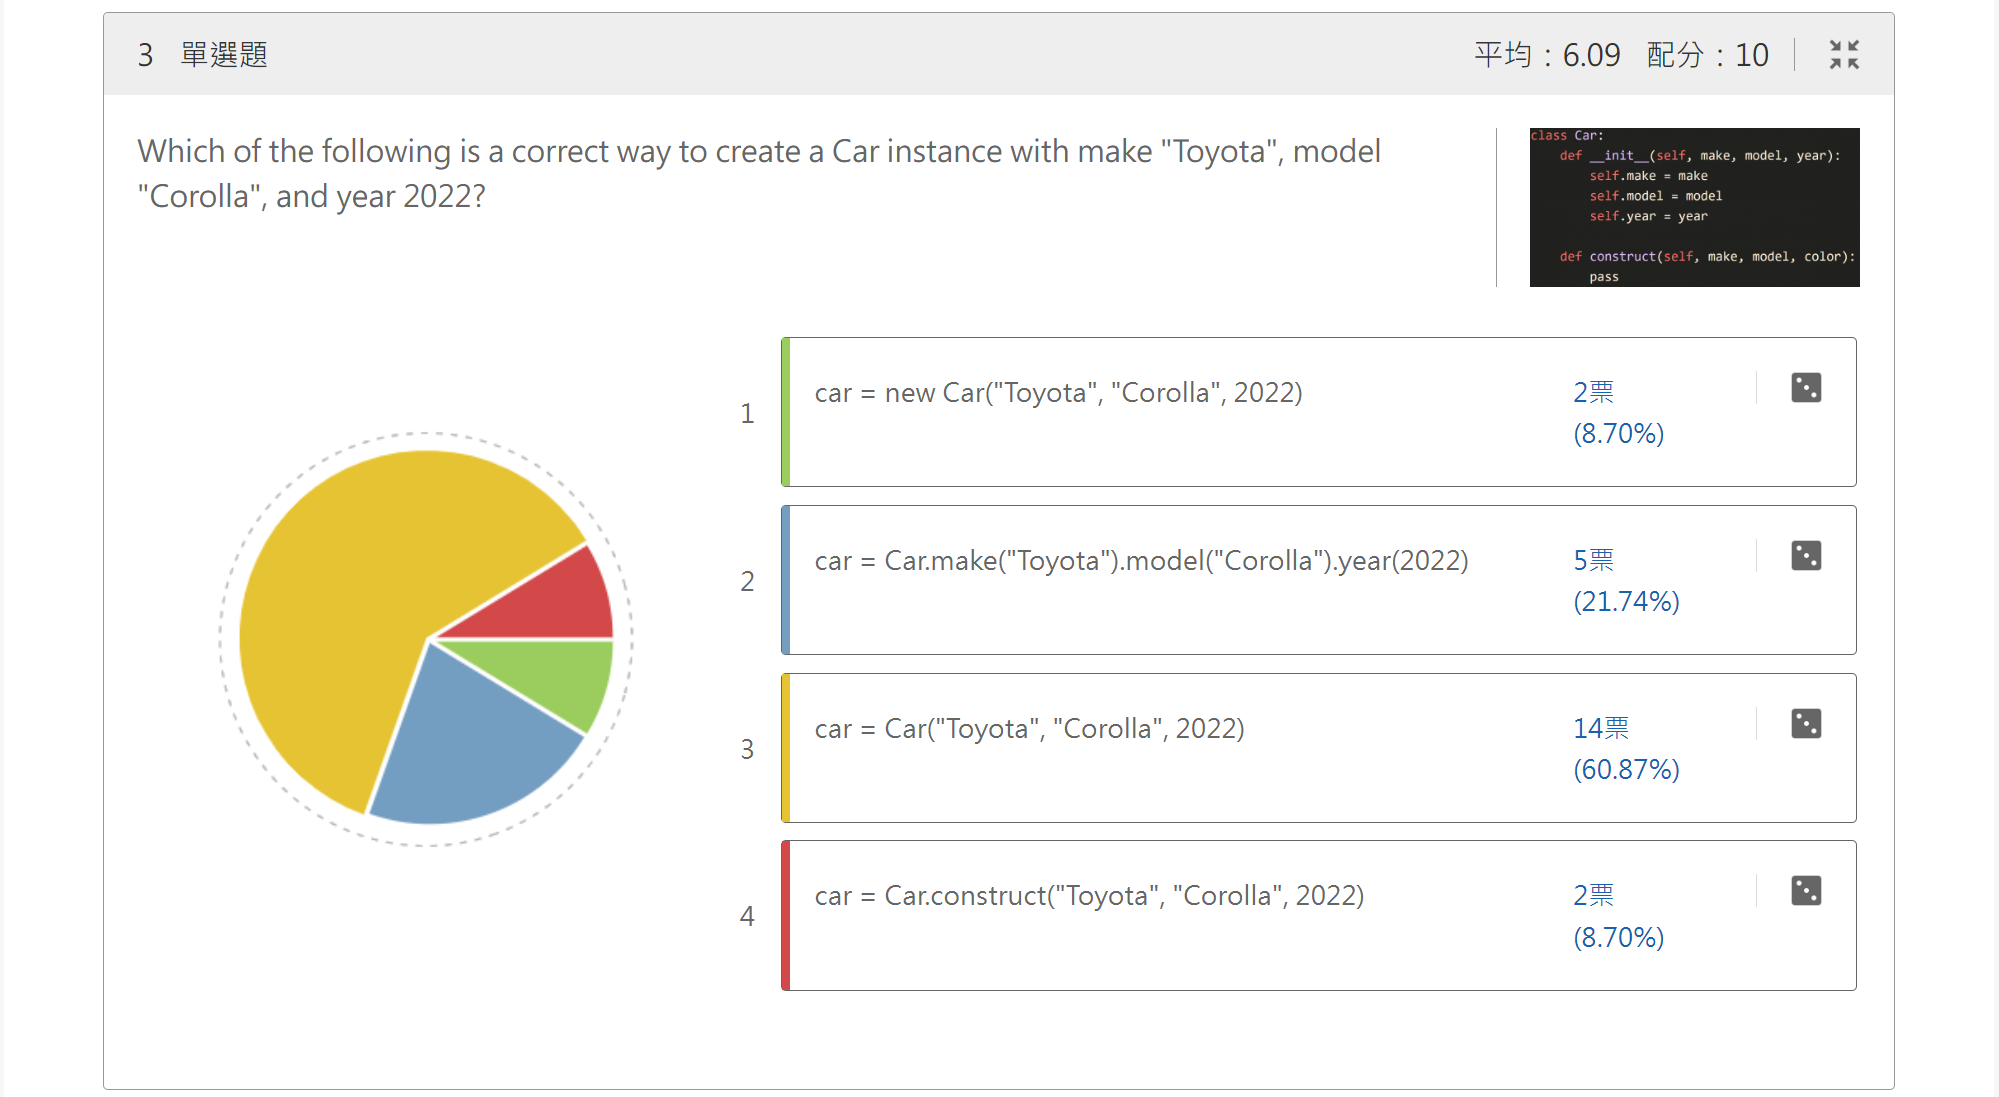 3 單選題
平均：6.09 配分：10
Which of the following is a correct way to create a Car instance with make "Toyota", model
"Corolla", and year 2022?
class Car:
def __init__(self, make, model, year):
self.make = make
self.model = model
self.year = year
def construct(self, make, model, color):
pass
1
car = new Car("Toyota", "Corolla", 2022)
2票
(8.70%)
2
car = Car.make("Toyota").model("Corolla").year(2022)
5票
(21.74%)
3
car = Car("Toyota", "Corolla", 2022)
14票
(60.87%)
4
car = Car.construct("Toyota", "Corolla", 2022)
2票
(8.70%)